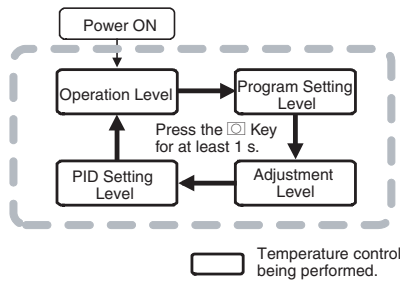 Power ON
Operation Level
Program Setting
Level
Press the Key
for at least 1 s.
PID Setting
Level
Adjustment
Level
Temperature control
being performed.